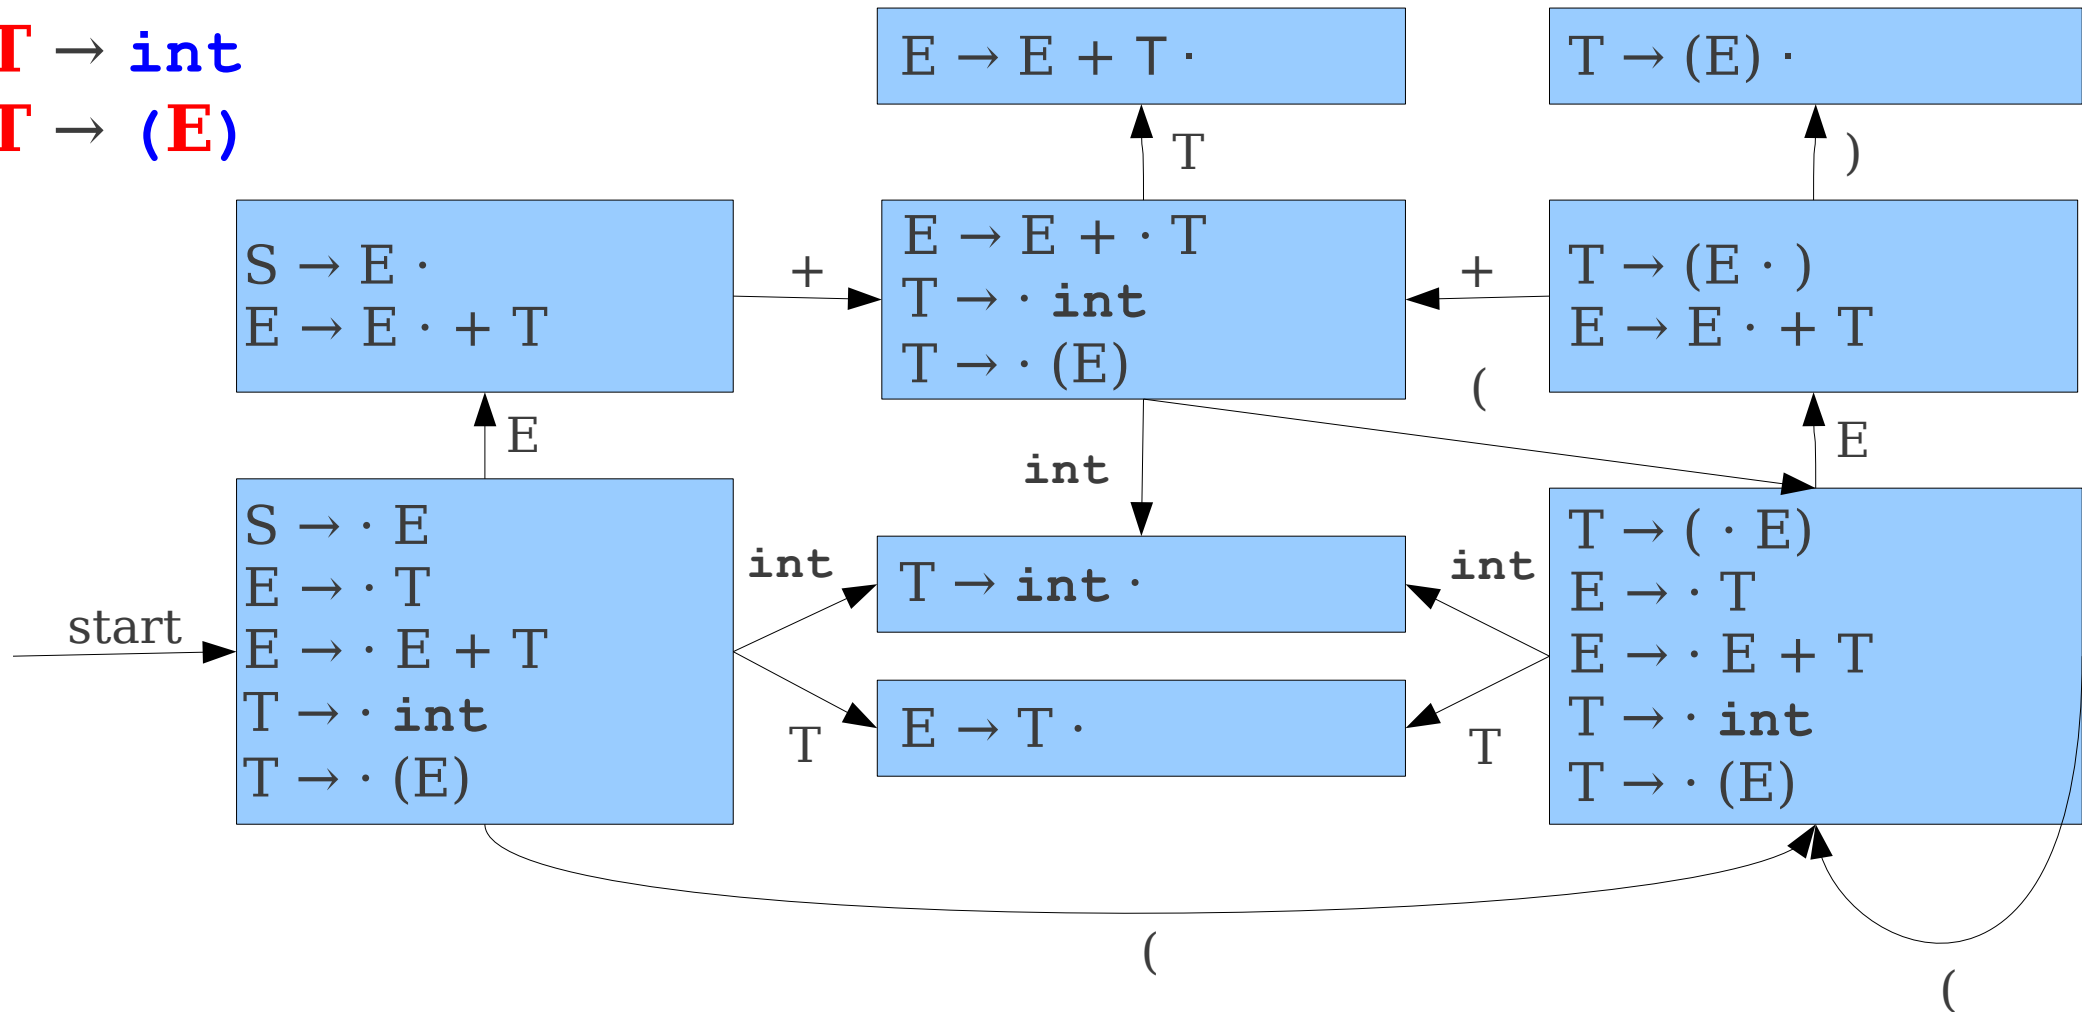 T → int
T → (E)
E → E + T ·
T → (E) ·
T
)
S → E ·
E → E · + T
+
E → E + · T
T → · int
T → · (E)
+
T → (E · )
E → E · + T
(
E
int
E
S → · E
E → · T
E → · E + T
T → · int
T → · (E)
start
int
T → int ·
int
T
E → T ·
T
T → ( · E)
E → · T
E → · E + T
T → · int
T → · (E)
(
(